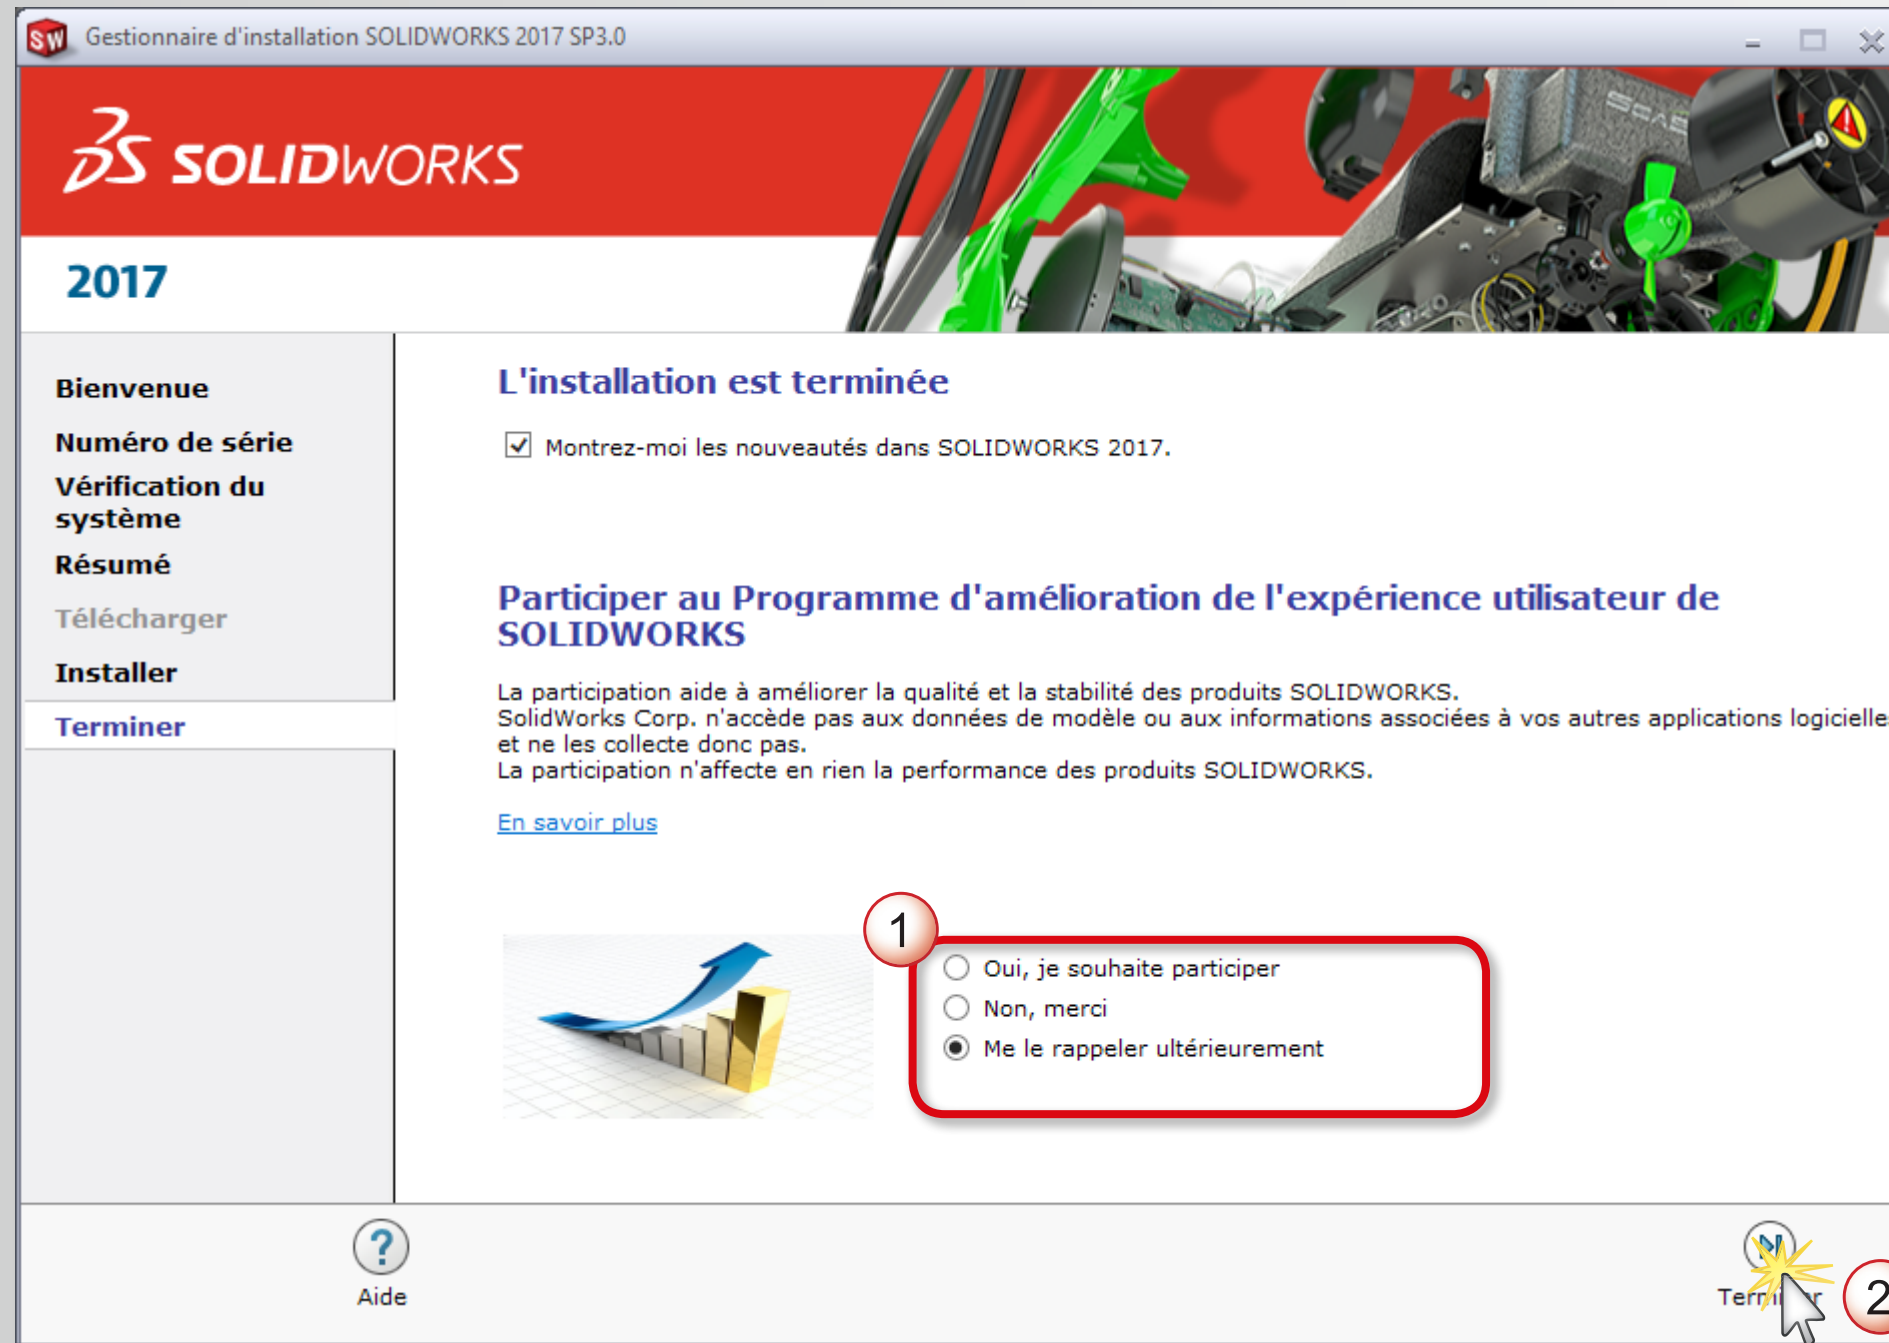 SW Gestionnaire d'installation SOLIDWORKS 2017 SP3.0
3DS SOLIDWORKS
2017
Bienvenue
Numéro de série
Vérification du
système
Résumé
Télécharger
Installer
Terminer
L'installation est terminée
Montrez-moi les nouveautés dans SOLIDWORKS 2017.
Participer au Programme d'amélioration de l'expérience utilisateur de
SOLIDWORKS
La participation aide à améliorer la qualité et la stabilité des produits SOLIDWORKS.
SolidWorks Corp. n'accède pas aux données de modèle ou aux informations associées à vos autres applications logicielle
et ne les collecte donc pas.
La participation n'affecte en rien la performance des produits SOLIDWORKS.
En savoir plus
1
Oui, je souhaite participer
Non, merci
Me le rappeler ultérieurement
Aide
Terminer
2